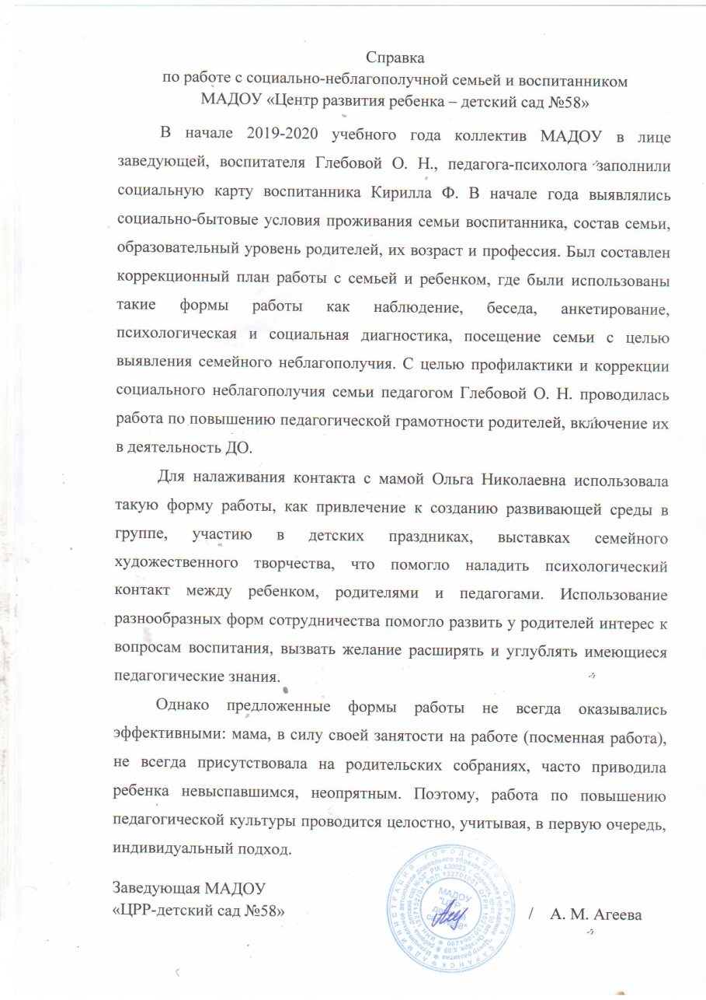 Справка
по работе с социально-неблагополучной семьей и воспитанником
МАДОУ «Центр развития ребенка – детский сад №58»
В начале 2019-2020 учебного года коллектив МАДОУ в лице
заведующей, воспитателя Глебовой О. Н., педагога-психолога заполнили
социальную карту воспитанника Кирилла Ф. В начале года выявлялись
социально-бытовые условия проживания семьи воспитанника, состав семьи,
образовательный уровень родителей, их возраст и профессия. Был составлен
коррекционный план работы с семьей и ребенком, где были использованы
такие формы работы как наблюдение, беседа, анкетирование,
психологическая и социальная диагностика, посещение семьи с целью
выявления семейного неблагополучия. С целью профилактики и коррекции
социального неблагополучия семьи педагогом Глебовой О. Н. проводилась
работа по повышению педагогической грамотности родителей, включение их
в деятельность ДО.
Для налаживания контакта с мамой Ольга Николаевна использовала
такую форму работы, как привлечение к созданию развивающей среды в
группе, участию в детских праздниках, выставках семейного
художественного творчества, что помогло наладить психологический
контакт между ребенком, родителями и педагогами. Использование
разнообразных форм сотрудничества помогло развить у родителей интерес к
вопросам воспитания, вызвать желание расширять и углублять имеющиеся
педагогические знания.
Однако предложенные формы работы не всегда оказывались
эффективными: мама, в силу своей занятости на работе (посменная работа),
не всегда присутствовала на родительских собраниях, часто приводила
ребенка невыспавшимся, неопрятным. Поэтому, работа по повышению
педагогической культуры проводится целостно, учитывая, в первую очередь,
индивидуальный подход.
Заведующая МАДОУ
«ЦРР-детский сад №58» / А. М. Агеева
МАДОУ
"ЦРР -